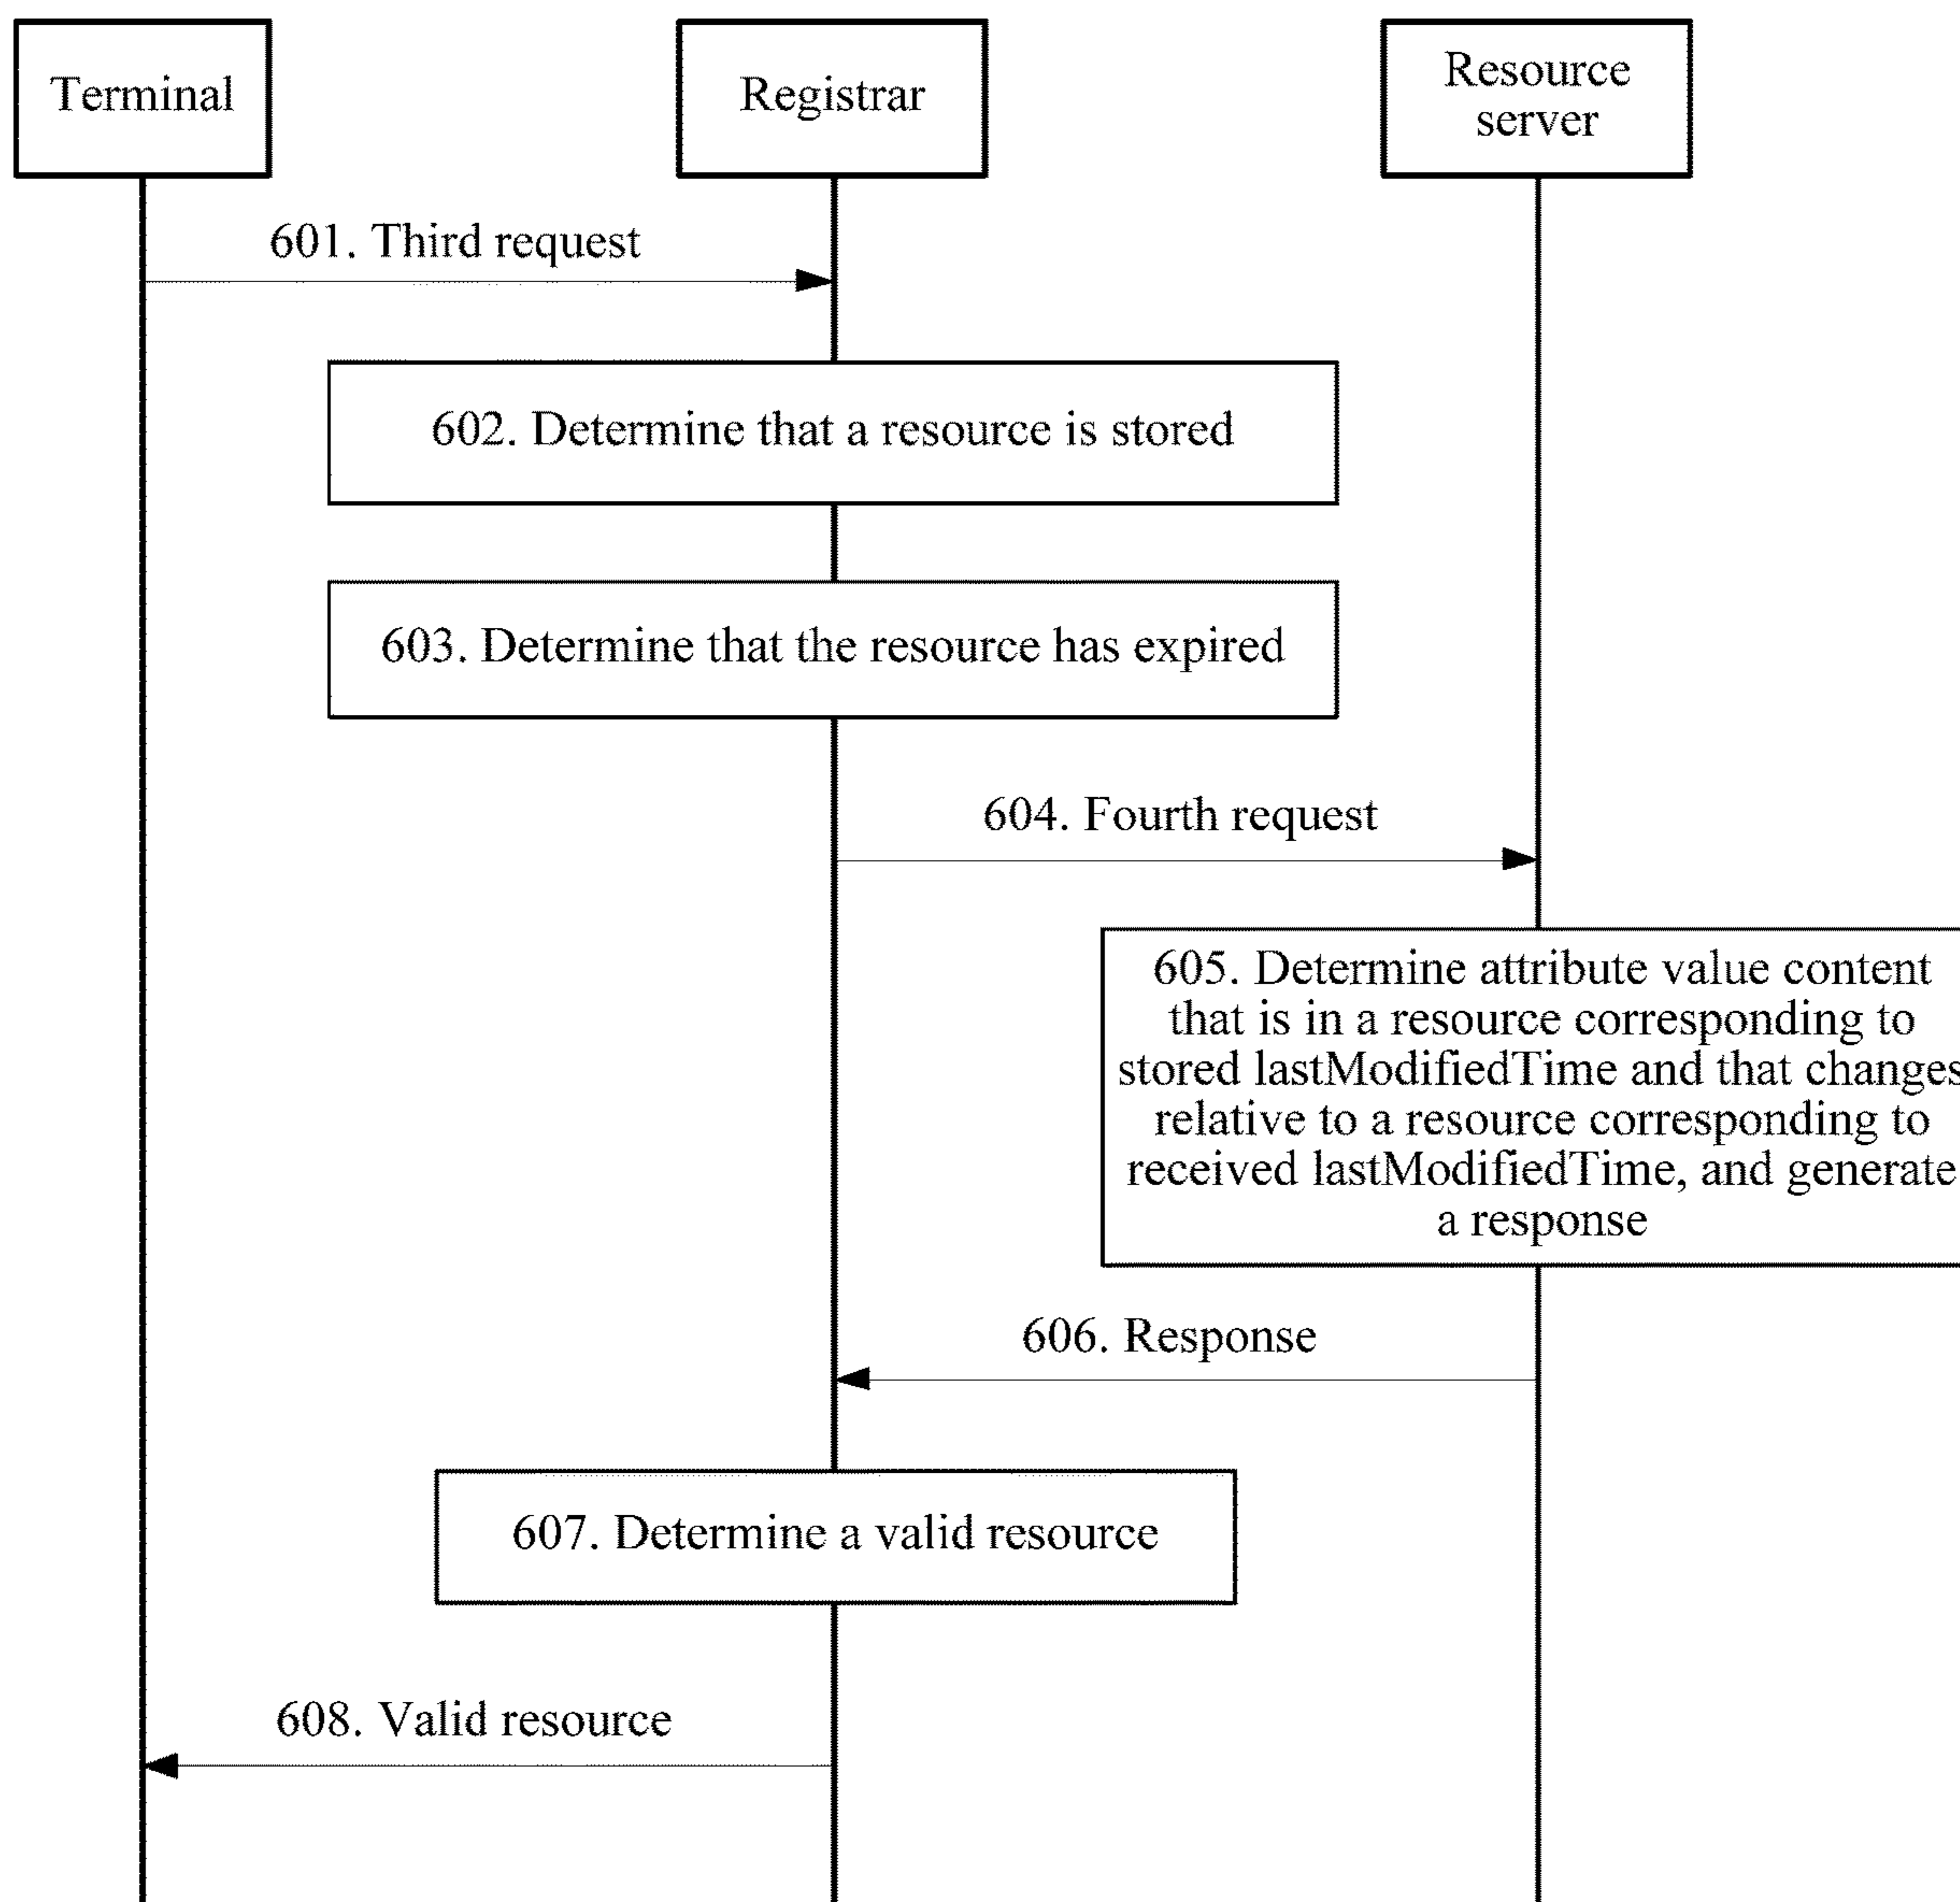 Terminal
Registrar
Resource
server
601. Third request
602. Determine that a resource is stored
603. Determine that the resource has expired
604. Fourth request
605. Determine attribute value content
that is in a resource corresponding to
stored lastModifiedTime and that changes
relative to a resource corresponding to
received lastModifiedTime, and generate
a response
606. Response
607. Determine a valid resource
608. Valid resource